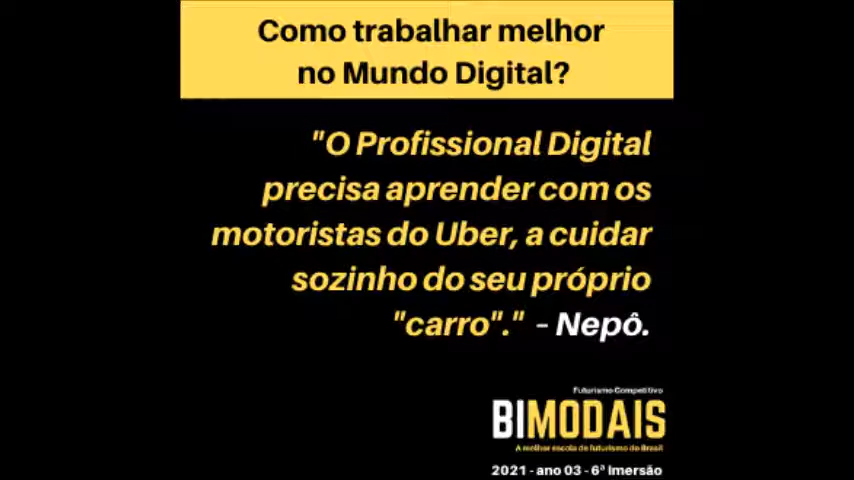 Como trabalhar melhor
no Mundo Digital?
"O Profissional Digital
precisa aprender com os
motoristas do Uber, a cuidar
sozinho do seu próprio
"carro"." – Nepô.
Futurismo Competitivo
BIMODAIS
A melhor escola de futurismo do Brasil
2021 - ano 03 - 6ª Imersão